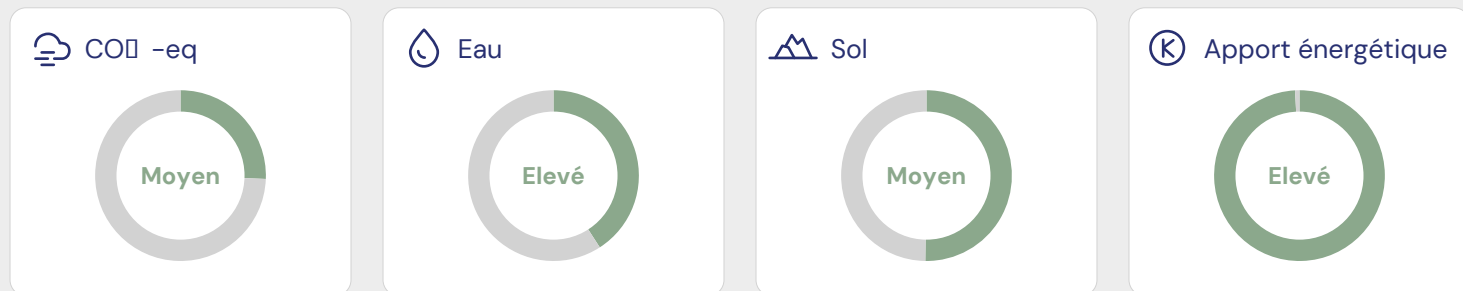 CO▯ -eq
Eau
Sol
Apport énergétique
Moyen
Elevé
Moyen
Elevé